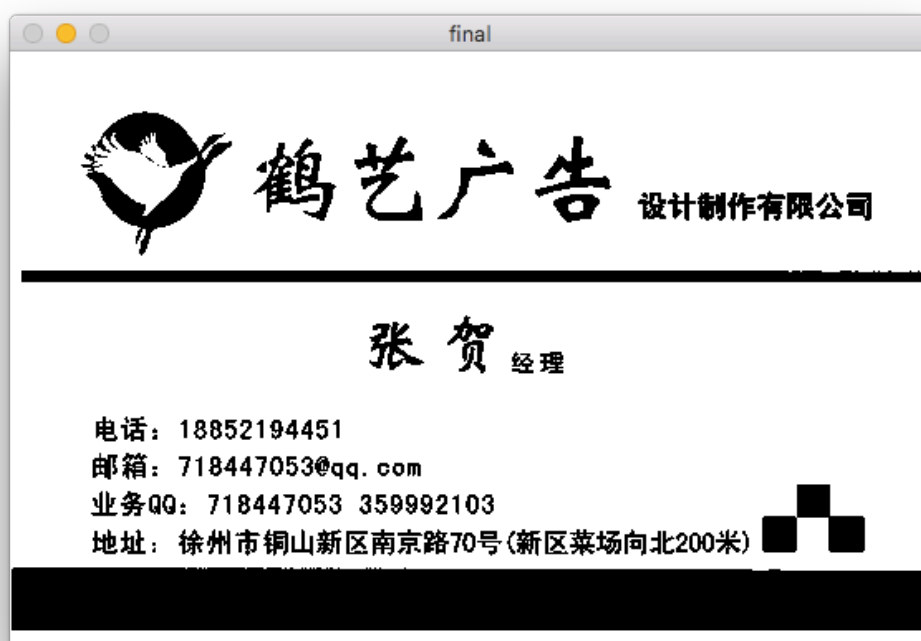 final
鹤艺广告 设计制作有限公司
张贺 经理
电话：18852194451
邮箱：718447053@qq.com
业务QQ：718447053 359992103
地址：徐州市铜山新区南京路70号(新区菜场向北200米)